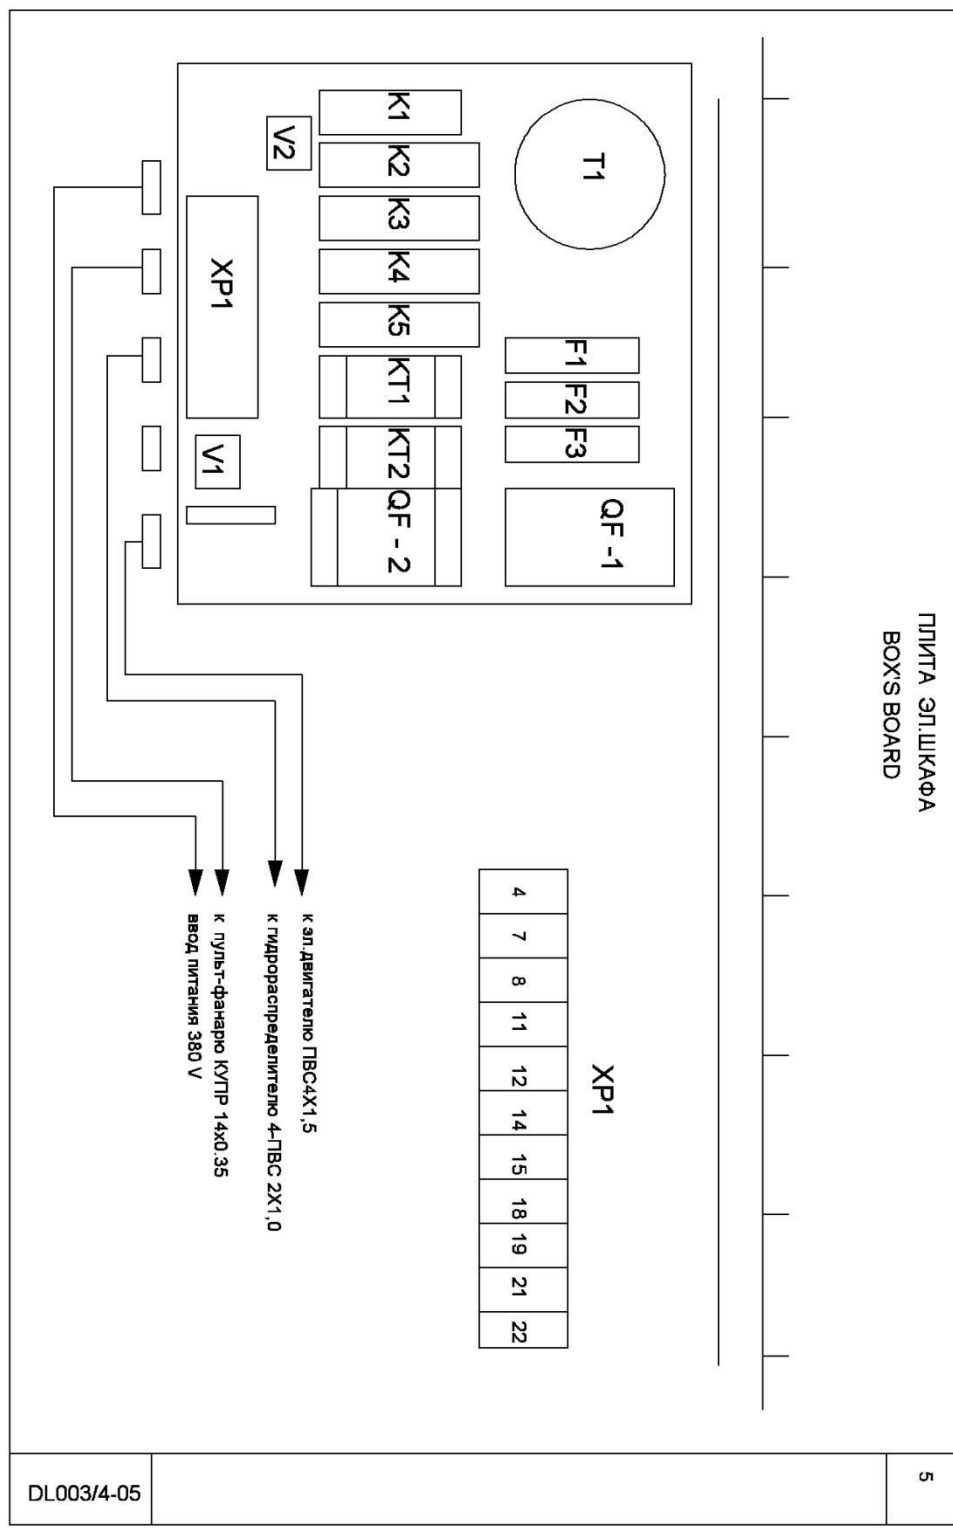 ПЛИТА ЭЛ.ШКАФА
BOX'S BOARD
T1
F1
F2
F3
QF -1
K1
K2
K3
K4
K5
KT1
KT2
QF - 2
V2
XP1
V1
XP1
4
7
8
11
12
14
15
18
19
21
22
к эл.двигателю ПВС4Х1,5
к гидрораспределителю 4-ПВС 2Х1,0
к пульт-фанарю КУПР 14х0.35
ввод питания 380 V
5
DL003/4-05